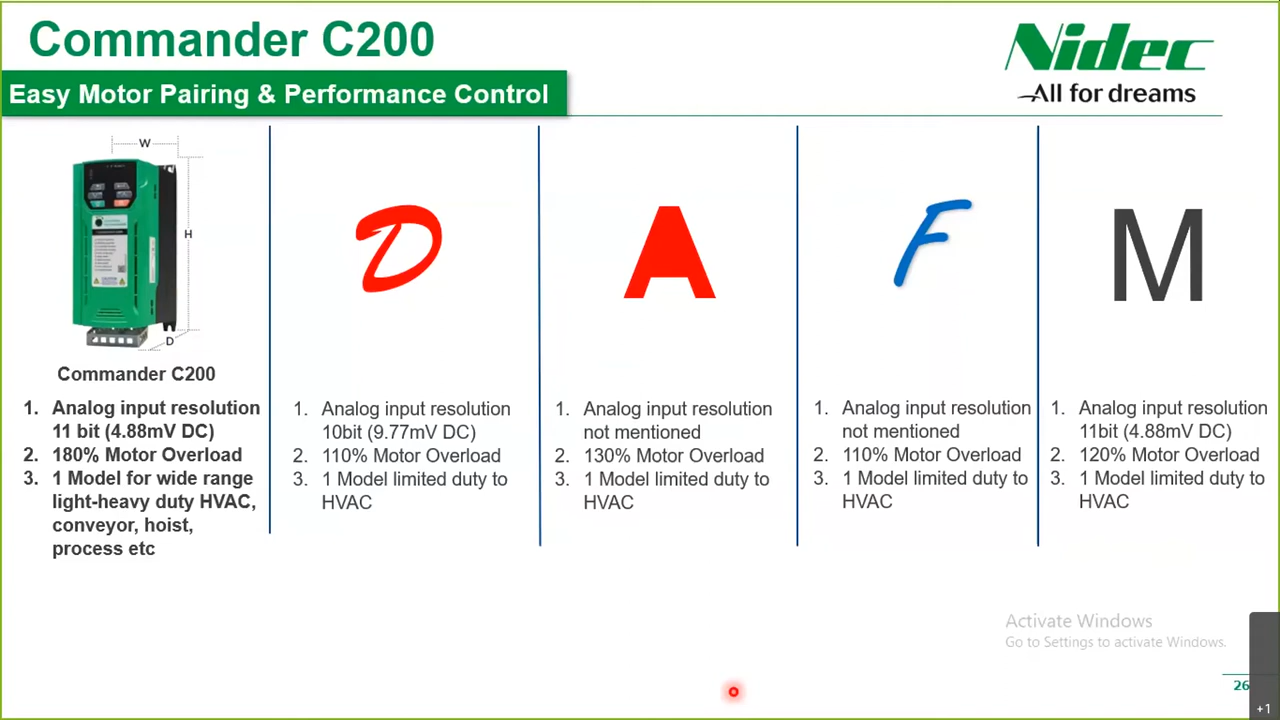 Commander C200
Nidec
All for dreams
Easy Motor Pairing & Performance Control
W
H
D
D
A
F
M
Commander C200
1. Analog input resolution
11 bit (4.88mV DC)
2. 180% Motor Overload
3. 1 Model for wide range
light-heavy duty HVAC,
conveyor, hoist,
process etc
1. Analog input resolution
10bit (9.77mV DC)
2. 110% Motor Overload
3. 1 Model limited duty to
HVAC
1. Analog input resolution
not mentioned
2. 130% Motor Overload
3. 1 Model limited duty to
HVAC
1. Analog input resolution
not mentioned
2. 110% Motor Overload
3. 1 Model limited duty to
HVAC
1. Analog input resolution
11bit (4.88mV DC)
2. 120% Motor Overload
3. 1 Model limited duty to
HVAC
Activate Windows
Go to Settings to activate Windows.
26
+1